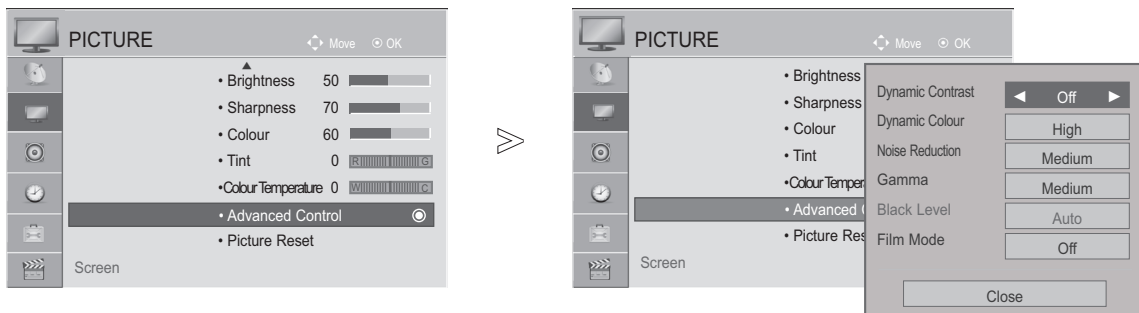 PICTURE
Move OK
• Brightness 50
• Sharpness 70
• Colour 60
• Tint 0 R G
• Colour Temperature 0 W C
• Advanced Control
• Picture Reset
Screen
PICTURE
Move OK
• Brightness
• Sharpness
• Colour
• Tint
• Colour Temper
• Advanced
• Picture Res
Screen
Dynamic Contrast Off
Dynamic Colour High
Noise Reduction Medium
Gamma Medium
Black Level Auto
Film Mode Off
Close